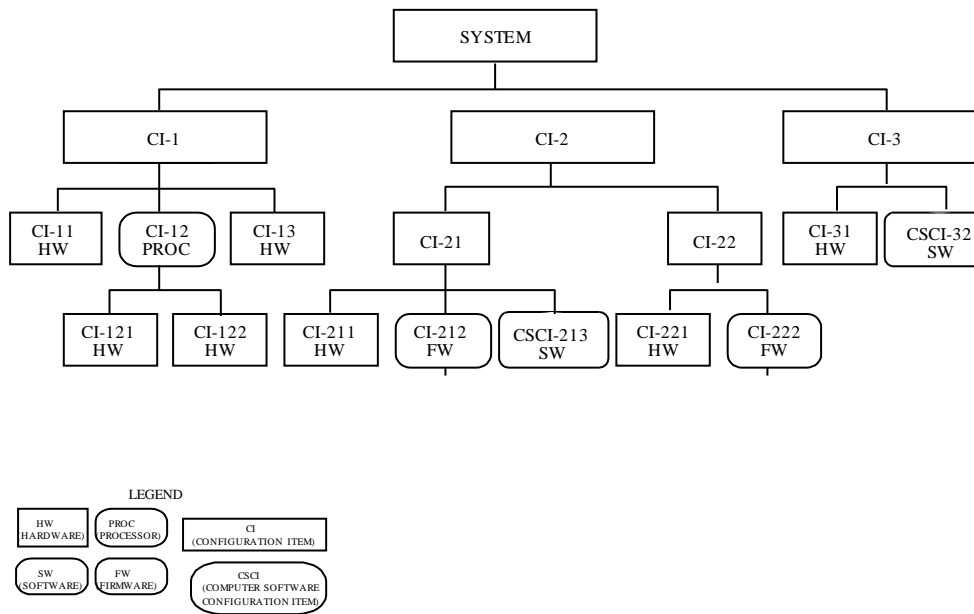 SYSTEM
CI-1
CI-2
CI-3
CI-11
HW
CI-12
PROC
CI-13
HW
CI-21
CI-22
CI-31
HW
CSCI-32
SW
CI-121
HW
CI-122
HW
CI-211
HW
CI-212
FW
CSCI-213
SW
CI-221
HW
CI-222
FW
LEGEND
HW
HARDWARE)
PROC
PROCESSOR)
CI
(CONFIGURATION ITEM)
SW
(SOFTWARE)
FW
(FIRMWARE)
CSCI
(COMPUTER SOFTWARE
CONFIGURATION ITEM)